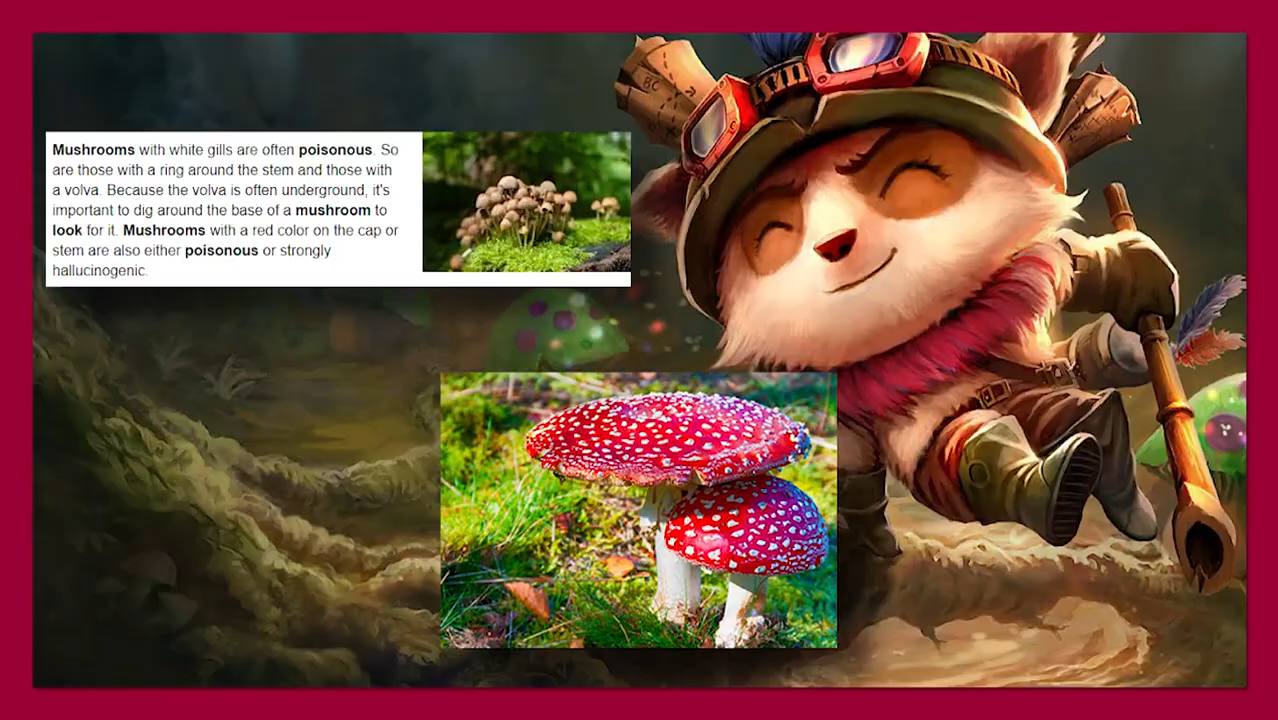 Mushrooms with white gills are often poisonous. So
are those with a ring around the stem and those with
a volva. Because the volva is often underground, it's
important to dig around the base of a mushroom to
look for it. Mushrooms with a red color on the cap or
stem are also either poisonous or strongly
hallucinogenic.
BC